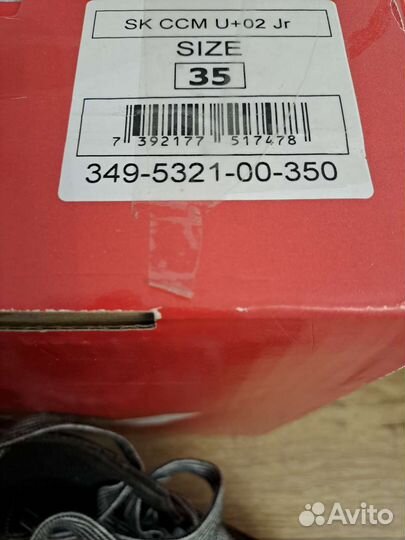 SK CCM U+02 Jr
SIZE
35
7 392177 517478
349-5321-00-350
Avito